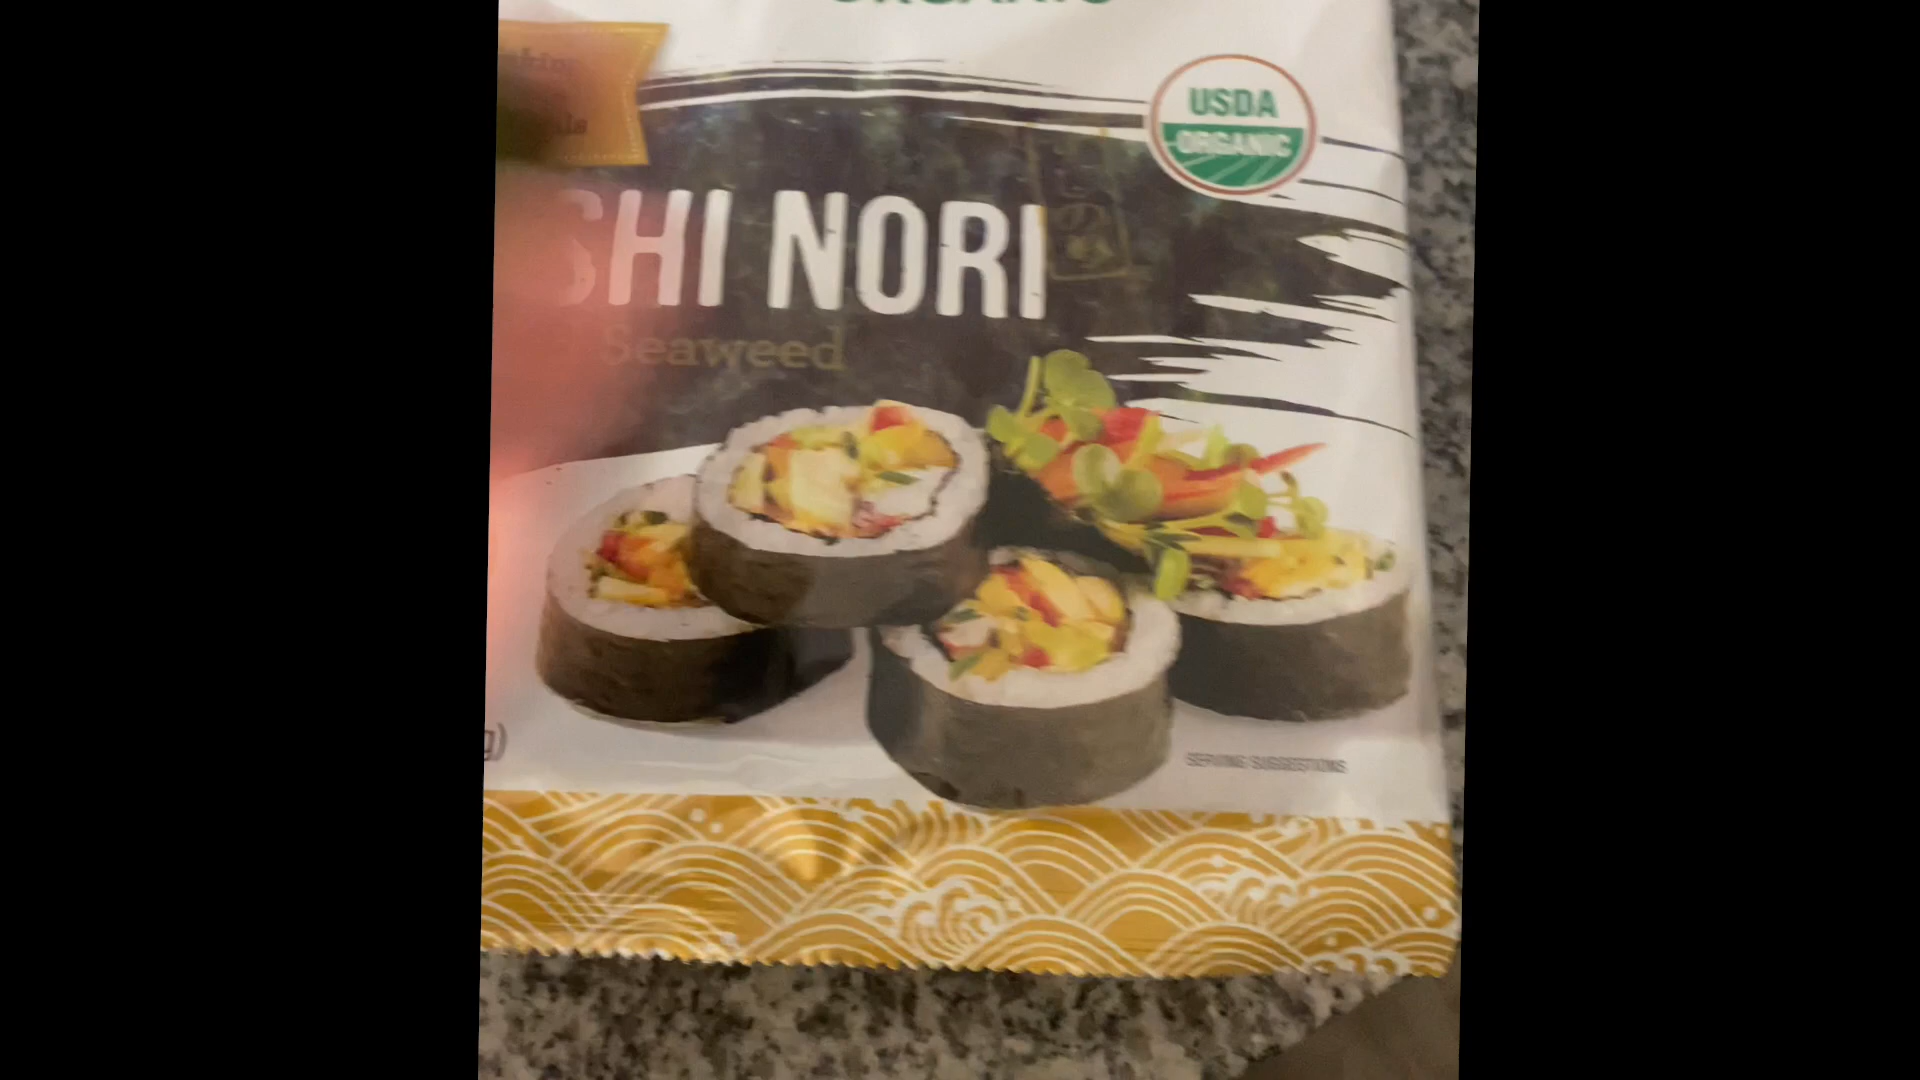 ORGANIC
USDA
ORGANIC
SHI NORI
Seaweed
g)
SERVING SUGGESTIONS